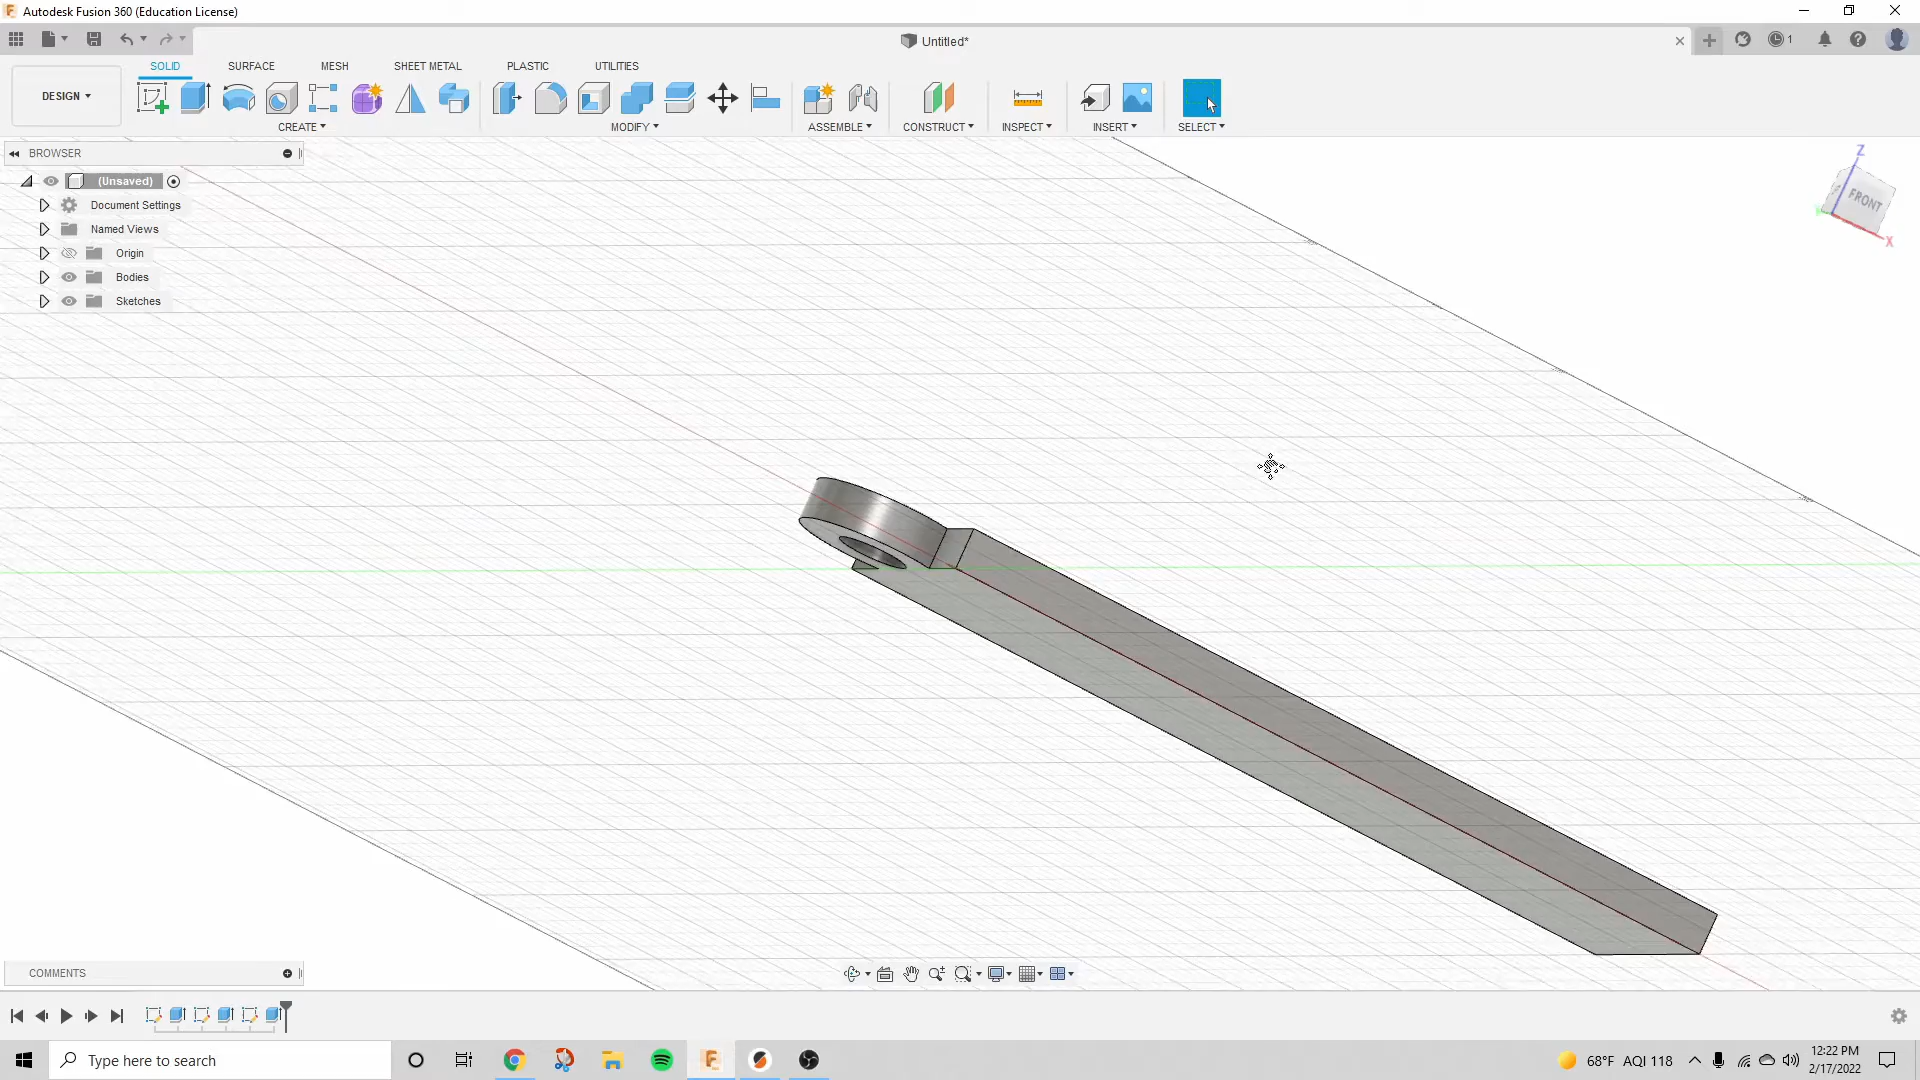 Autodesk Fusion 360 (Education License)
Untitled*
1
SOLID
SURFACE
MESH
SHEET METAL
PLASTIC
UTILITIES
DESIGN
CREATE
MODIFY
ASSEMBLE
CONSTRUCT
INSPECT
INSERT
SELECT
BROWSER
(Unsaved)
Document Settings
Named Views
Origin
Bodies
Sketches
Z
FRONT
X
COMMENTS
Type here to search
68°F AQI 118
12:22 PM
2/17/2022